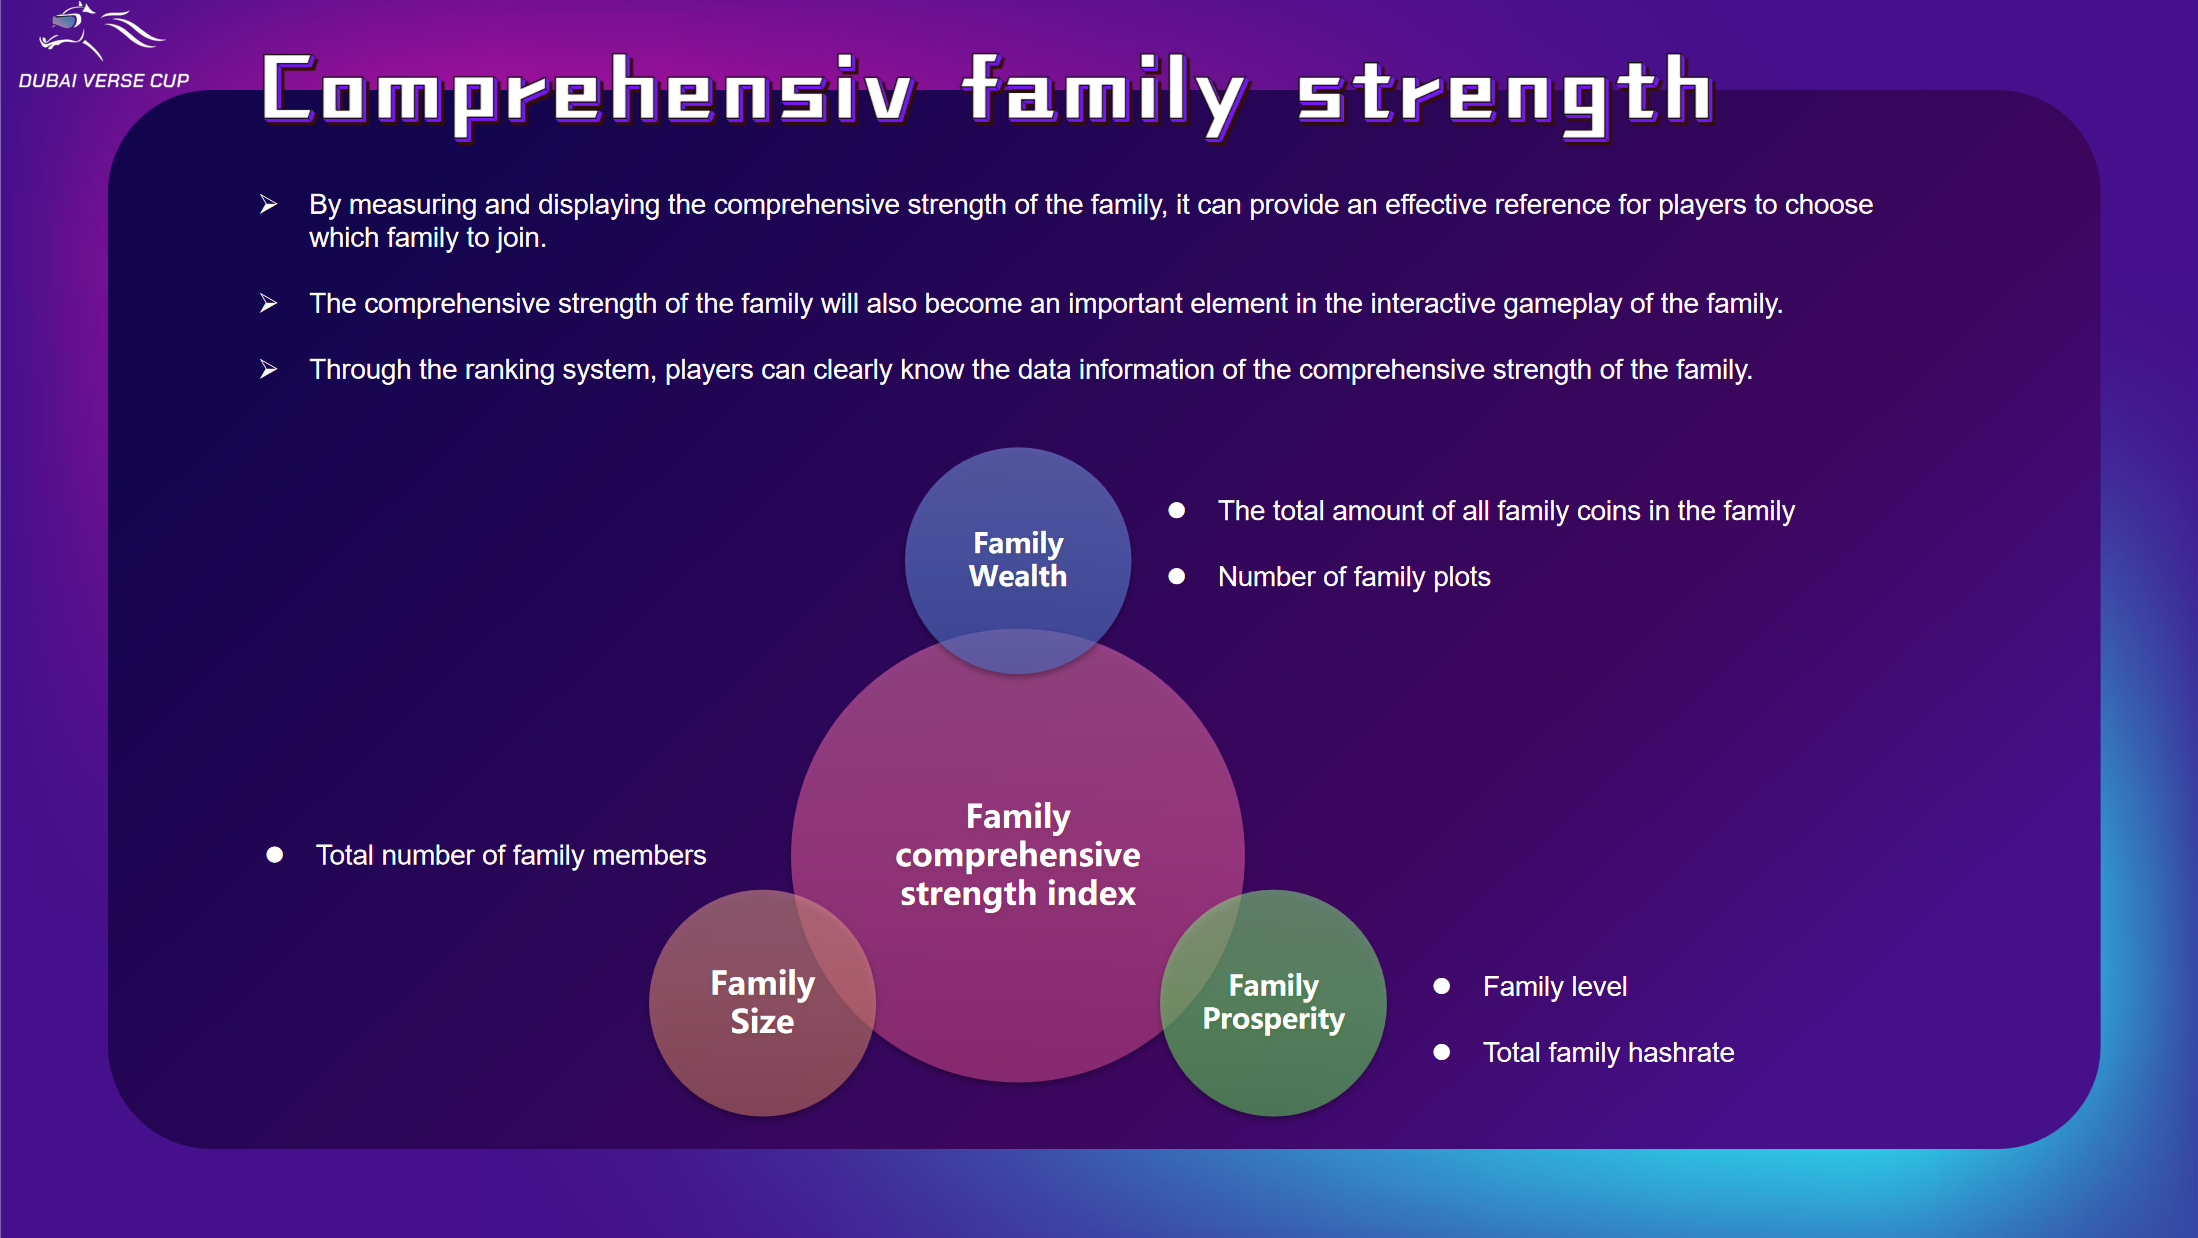 DUBAI VERSE CUP
Comprehensiv family strength
By measuring and displaying the comprehensive strength of the family, it can provide an effective reference for players to choose
which family to join.
The comprehensive strength of the family will also become an important element in the interactive gameplay of the family.
Through the ranking system, players can clearly know the data information of the comprehensive strength of the family.
Family
Wealth
The total amount of all family coins in the family
Number of family plots
Family
comprehensive
strength index
Total number of family members
Family
Size
Family
Prosperity
Family level
Total family hashrate